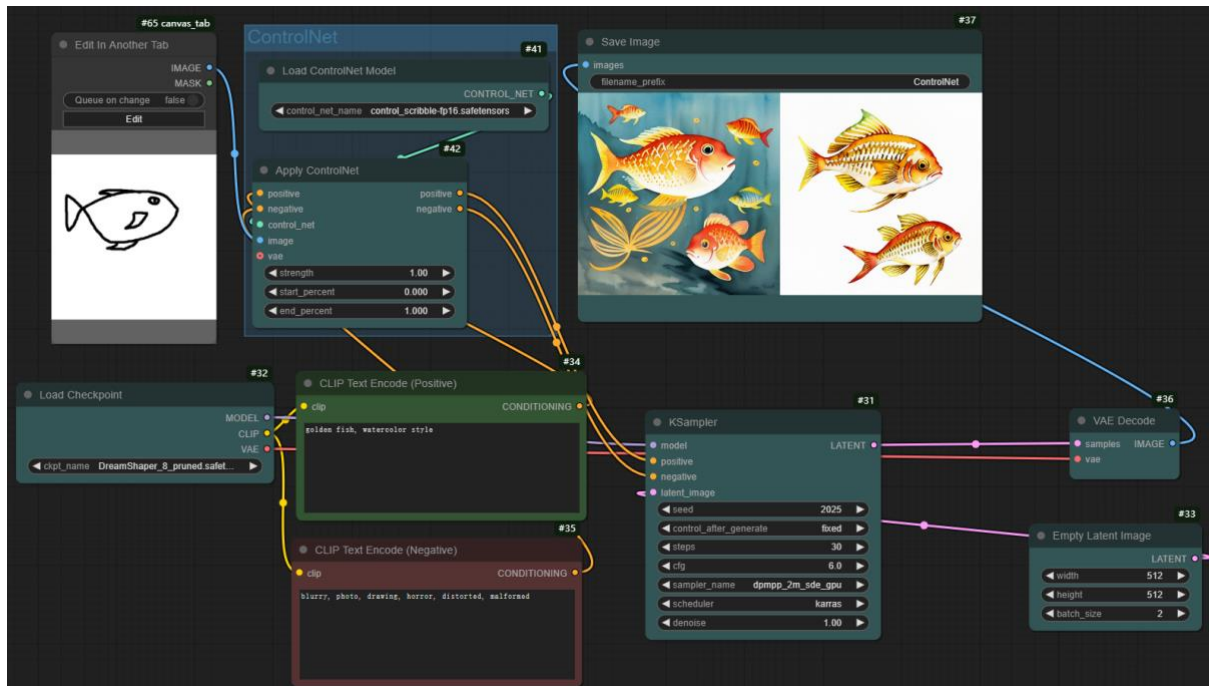 #65 canvas_tab
Edit In Another Tab
IMAGE
MASK
Queue on change false
Edit
ControlNet
#41
Load ControlNet Model
CONTROL_NET
control_net_name control_scribble-fp16.safetensors
#42
Apply ControlNet
positive positive
negative negative
control_net
image
vae
strength 1.00
start_percent 0.000
end_percent 1.000
#37
Save Image
images
filename_prefix ControlNet
#32
Load Checkpoint
MODEL
CLIP
VAE
ckpt_name DreamShaper_8_pruned.safet...
#34
CLIP Text Encode (Positive)
clip CONDITIONING
golden fish, watercolor style
#35
CLIP Text Encode (Negative)
clip CONDITIONING
blurry, photo, drawing, horror, distorted, malformed
#31
KSampler
model LATENT
positive
negative
latent_image
seed 2025
control_after_generate fixed
steps 30
cfg 6.0
sampler_name dpmpp_2m_sde_gpu
scheduler karras
denoise 1.00
#36
VAE Decode
samples IMAGE
vae
#33
Empty Latent Image
LATENT
width 512
height 512
batch_size 2